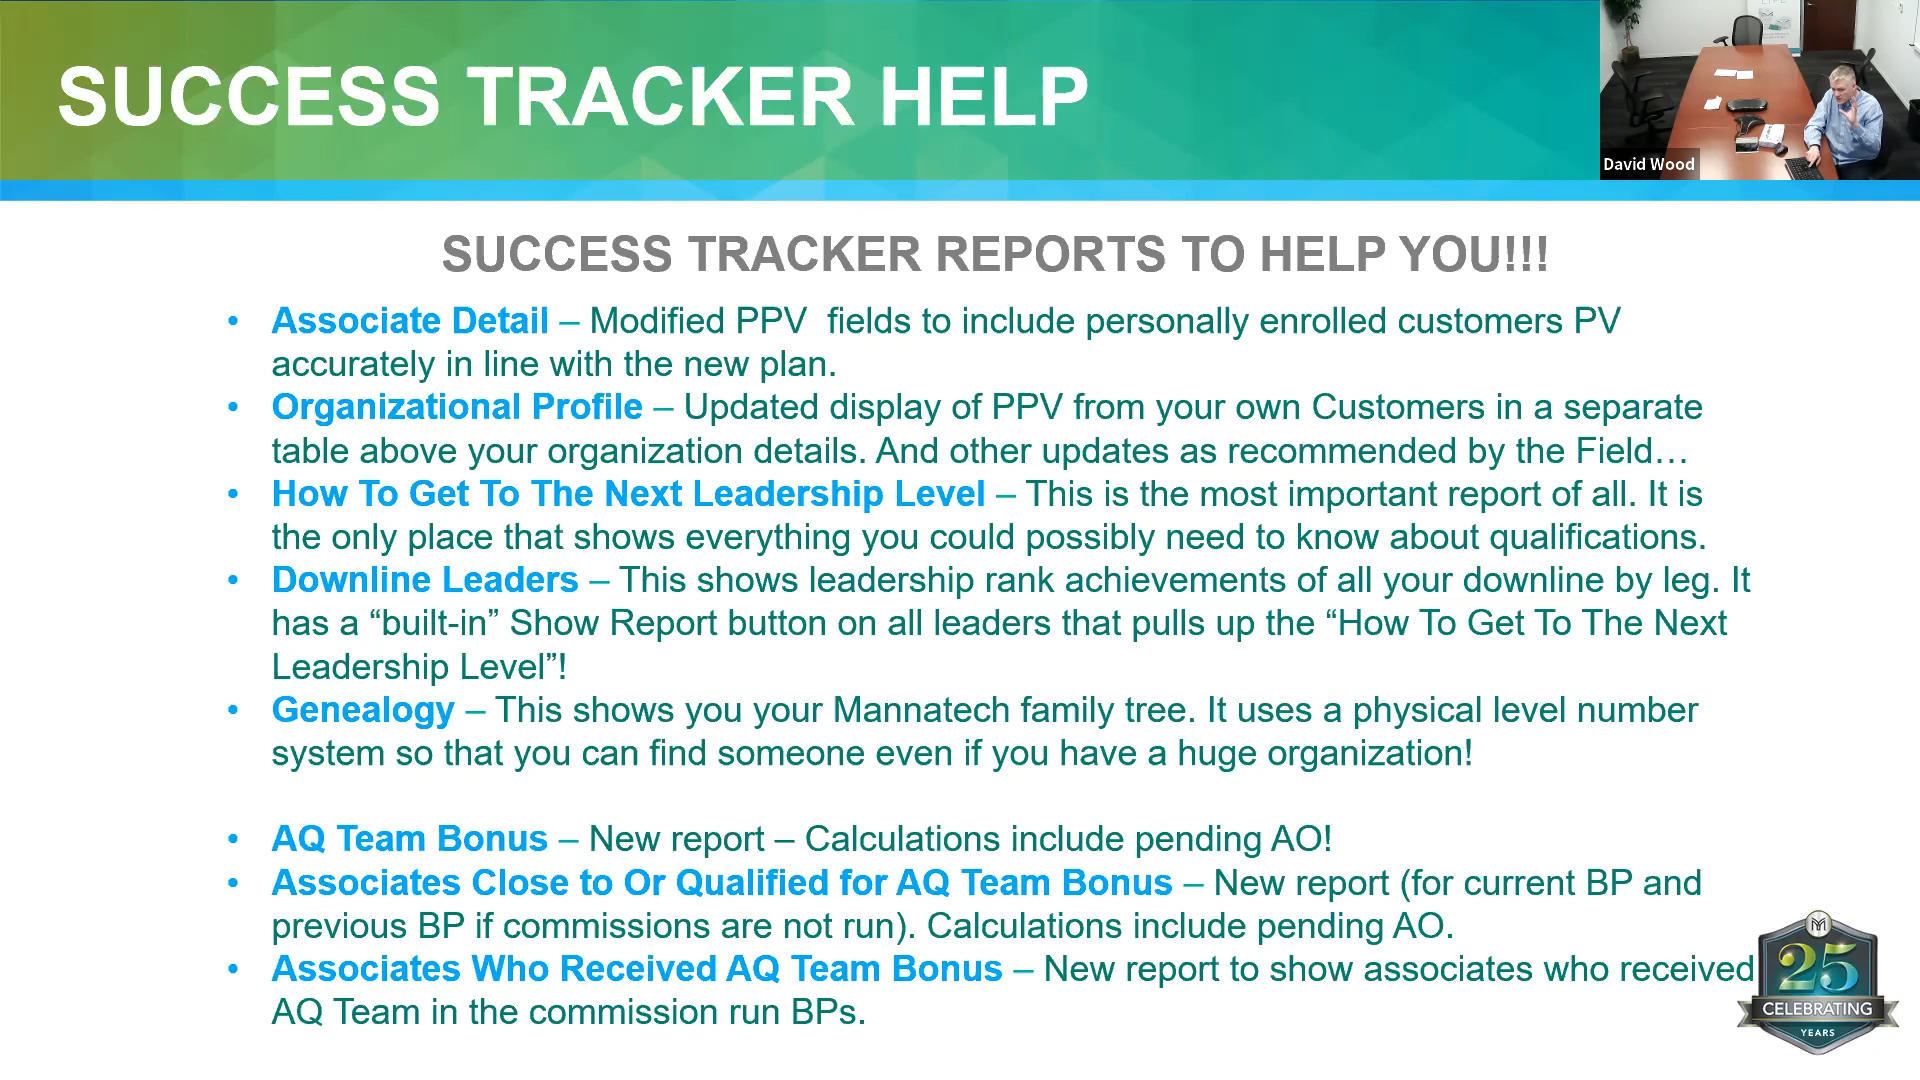 SUCCESS TRACKER HELP
David Wood
SUCCESS TRACKER REPORTS TO HELP YOU!!!
• Associate Detail – Modified PPV  fields to include personally enrolled customers PV
accurately in line with the new plan.
• Organizational Profile – Updated display of PPV from your own Customers in a separate
table above your organization details. And other updates as recommended by the Field…
• How To Get To The Next Leadership Level – This is the most important report of all. It is
the only place that shows everything you could possibly need to know about qualifications.
• Downline Leaders – This shows leadership rank achievements of all your downline by leg. It
has a “built-in” Show Report button on all leaders that pulls up the “How To Get To The Next
Leadership Level”!
• Genealogy – This shows you your Mannatech family tree. It uses a physical level number
system so that you can find someone even if you have a huge organization!
• AQ Team Bonus – New report – Calculations include pending AO!
• Associates Close to Or Qualified for AQ Team Bonus – New report (for current BP and
previous BP if commissions are not run). Calculations include pending AO.
• Associates Who Received AQ Team Bonus – New report to show associates who received
AQ Team in the commission run BPs.
25
CELEBRATING
YEARS